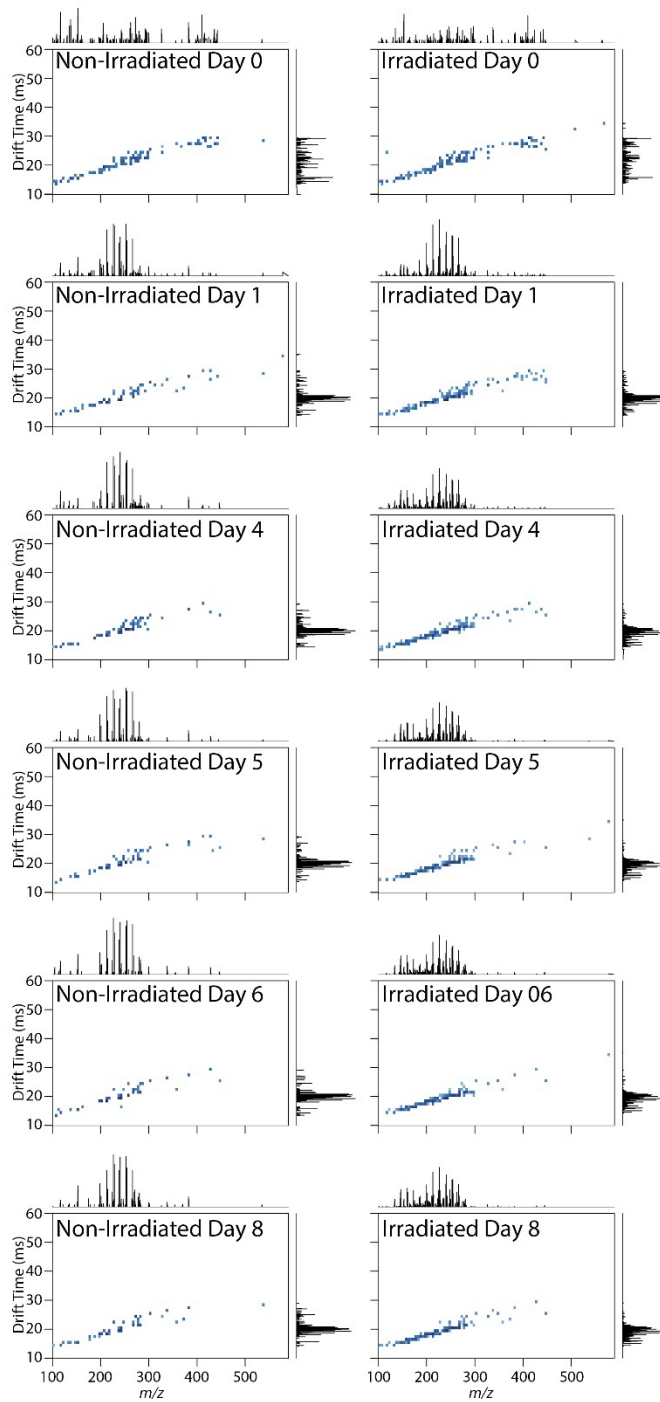 Non-Irradiated Day 0
Irradiated Day 0
Drift Time (ms)
60
50
40
30
20
10
Non-Irradiated Day 1
Irradiated Day 1
Drift Time (ms)
60
50
40
30
20
10
Non-Irradiated Day 4
Irradiated Day 4
Drift Time (ms)
60
50
40
30
20
10
Non-Irradiated Day 5
Irradiated Day 5
Drift Time (ms)
60
50
40
30
20
10
Non-Irradiated Day 6
Irradiated Day 06
Drift Time (ms)
60
50
40
30
20
10
Non-Irradiated Day 8
Irradiated Day 8
Drift Time (ms)
60
50
40
30
20
10
100 200 300 400 500 100 200 300 400 500
m/z m/z